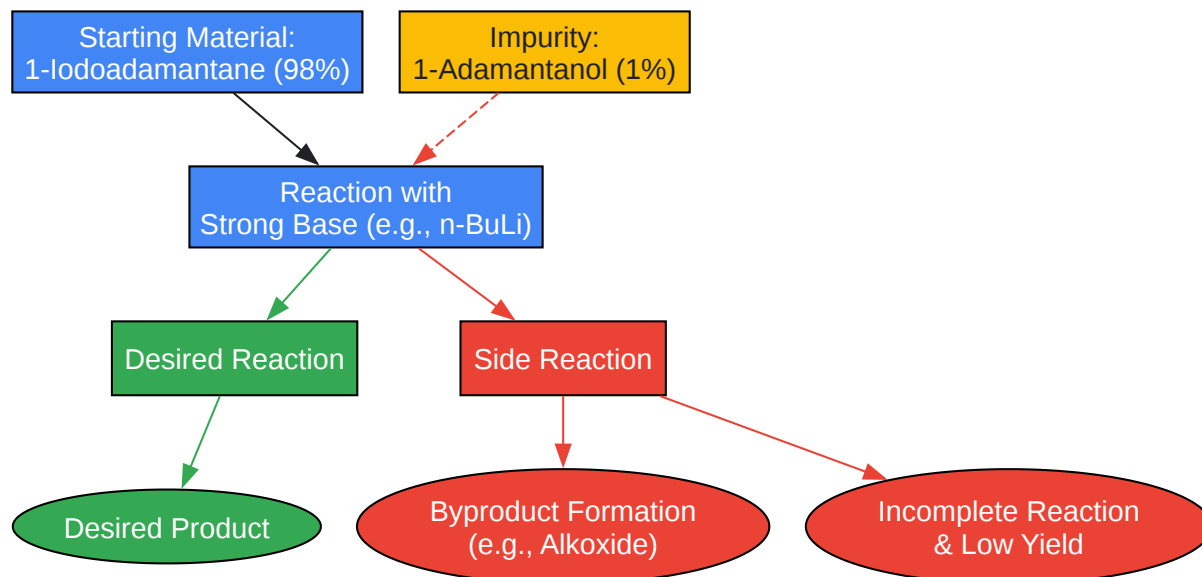 Starting Material:
1-Iodoadamantane (98%)
Impurity:
1-Adamantanol (1%)
Reaction with
Strong Base (e.g., n-BuLi)
Desired Reaction
Side Reaction
Desired Product
Byproduct Formation
(e.g., Alkoxide)
Incomplete Reaction
& Low Yield